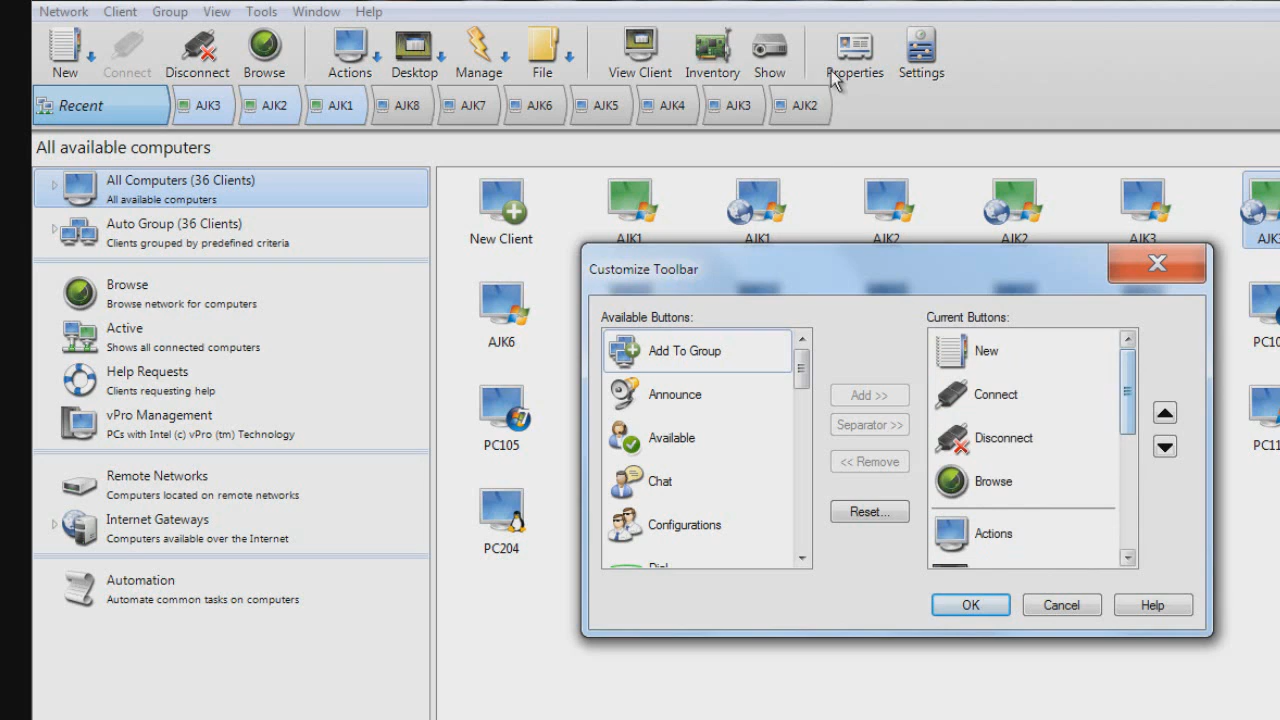 Network Client Group View Tools Window Help
New Connect Disconnect Browse Actions Desktop Manage File View Client Inventory Show Properties Settings
Recent AJK3 AJK2 AJK1 AJK8 AJK7 AJK6 AJK5 AJK4 AJK3 AJK2
All available computers
All Computers (36 Clients)
All available computers
Auto Group (36 Clients)
Clients grouped by predefined criteria
Browse
Browse network for computers
Active
Shows all connected computers
Help Requests
Clients requesting help
vPro Management
PCs with Intel (c) vPro (tm) Technology
Remote Networks
Computers located on remote networks
Internet Gateways
Computers available over the Internet
Automation
Automate common tasks on computers
New Client AJK1 AJK1 AJK2 AJK2 AJK3
AJK6
PC105
PC204
Customize Toolbar
Available Buttons:
Add To Group
Announce
Available
Chat
Configurations
Add >>
Separator >>
<< Remove
Reset...
Current Buttons:
New
Connect
Disconnect
Browse
Actions
OK Cancel Help